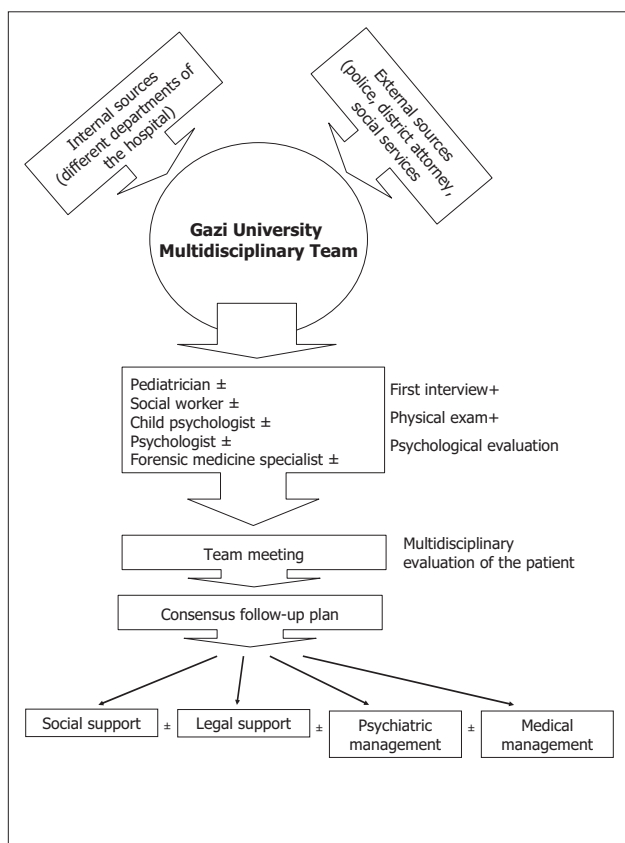 Internal sources
(different departments of
the hospital)
External sources
(police, district attorney,
social services
Gazi University
Multidisciplinary Team
Pediatrician ±
Social worker ±
Child psychologist ±
Psychologist ±
Forensic medicine specialist ±
First interview+
Physical exam+
Psychological evaluation
Team meeting
Multidisciplinary
evaluation of the patient
Consensus follow-up plan
Social support
±
Legal support
±
Psychiatric
management
±
Medical
management